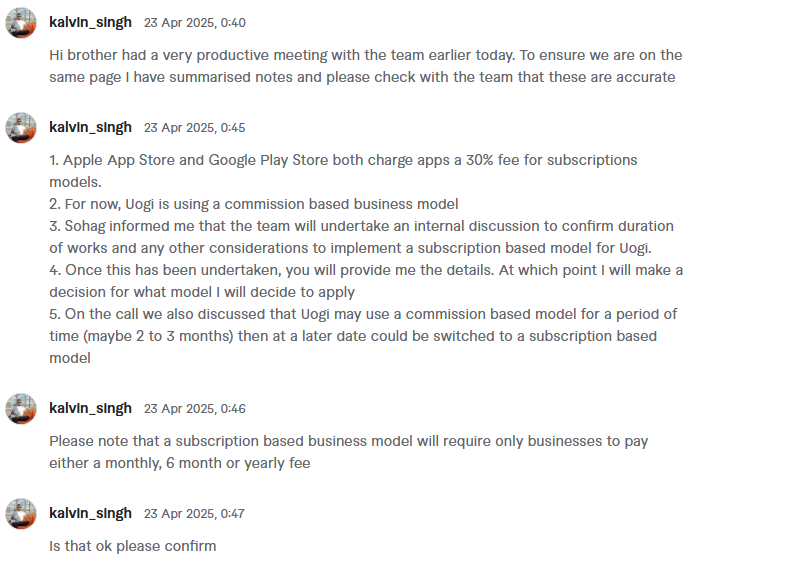 kalvin_singh 23 Apr 2025, 0:40
Hi brother had a very productive meeting with the team earlier today. To ensure we are on the
same page I have summarised notes and please check with the team that these are accurate
kalvin_singh 23 Apr 2025, 0:45
1. Apple App Store and Google Play Store both charge apps a 30% fee for subscriptions
models.
2. For now, Uogi is using a commission based business model
3. Sohag informed me that the team will undertake an internal discussion to confirm duration
of works and any other considerations to implement a subscription based model for Uogi.
4. Once this has been undertaken, you will provide me the details. At which point I will make a
decision for what model I will decide to apply
5. On the call we also discussed that Uogi may use a commission based model for a period of
time (maybe 2 to 3 months) then at a later date could be switched to a subscription based
model
kalvin_singh 23 Apr 2025, 0:46
Please note that a subscription based business model will require only businesses to pay
either a monthly, 6 month or yearly fee
kalvin_singh 23 Apr 2025, 0:47
Is that ok please confirm